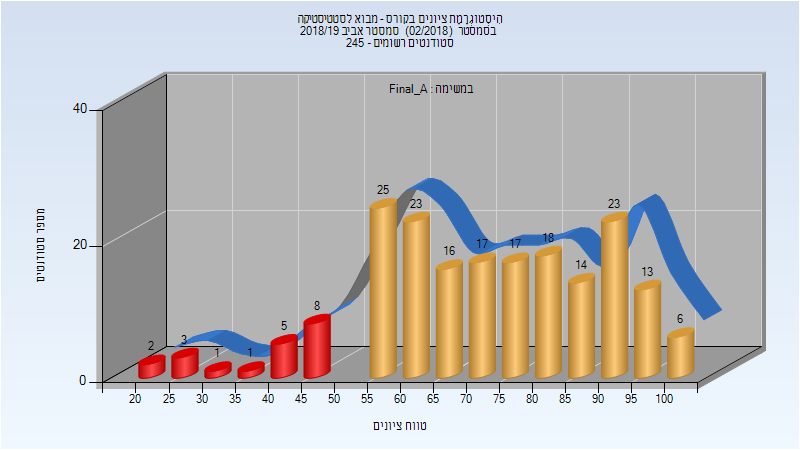 היסטוגרמת ציונים בקורס - מבוא לסטטיסטיקה
בסמסטר (02/2018) סמסטר אביב 2018/19
סטודנטים רשומים - 245
במשימה : Final_A
מספר סטודנטים
40
20
0
2
3
1
1
5
8
25
23
16
17
17
18
14
23
13
6
20 25 30 35 40 45 50 55 60 65 70 75 80 85 90 95 100
טווח ציונים